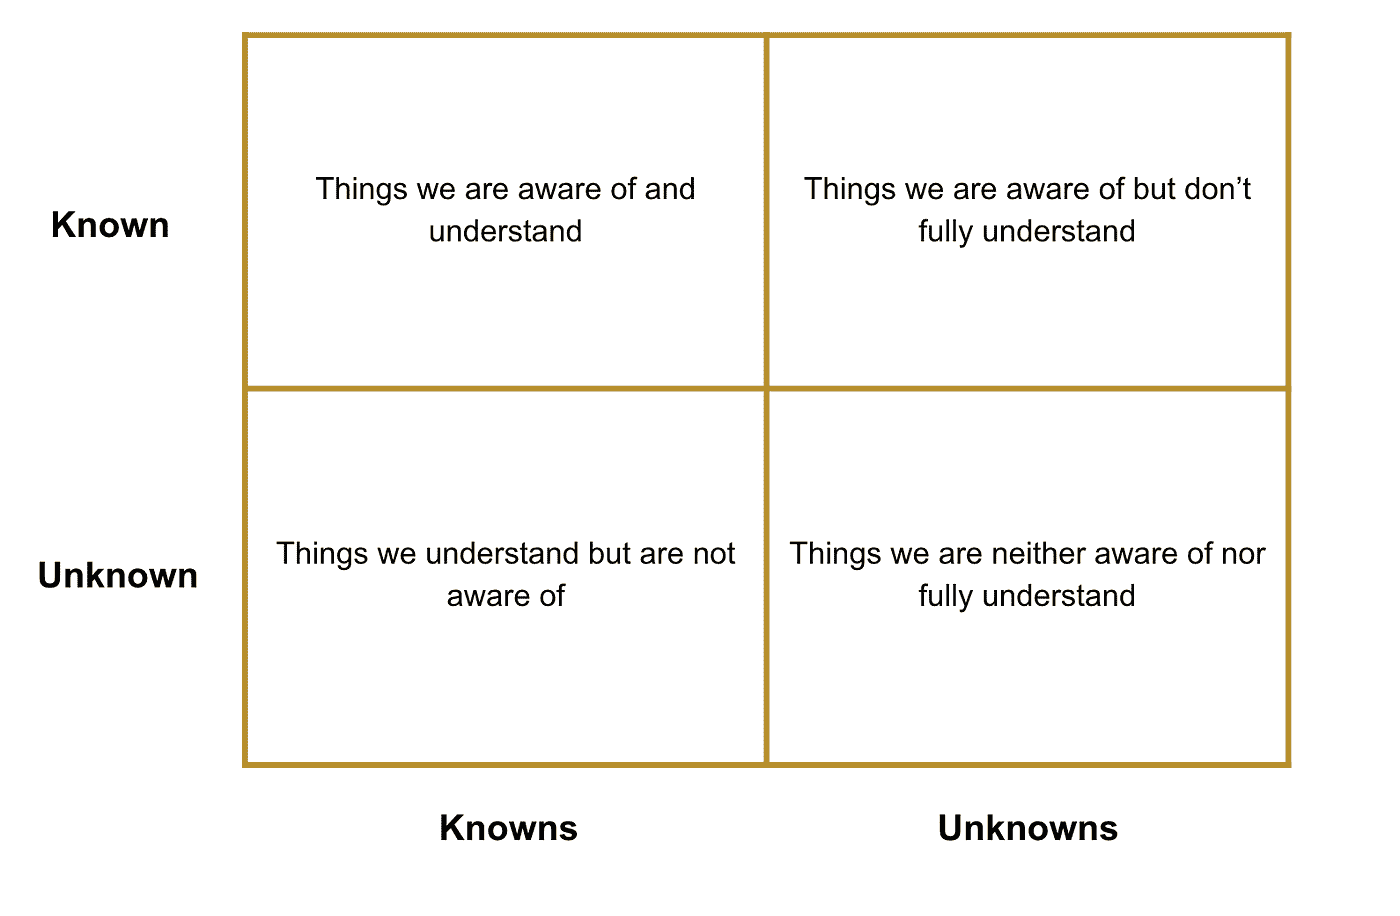 Things we are aware of and
understand
Things we are aware of but don’t
fully understand
Known
Things we understand but are not
aware of
Things we are neither aware of nor
fully understand
Unknown
Knowns
Unknowns